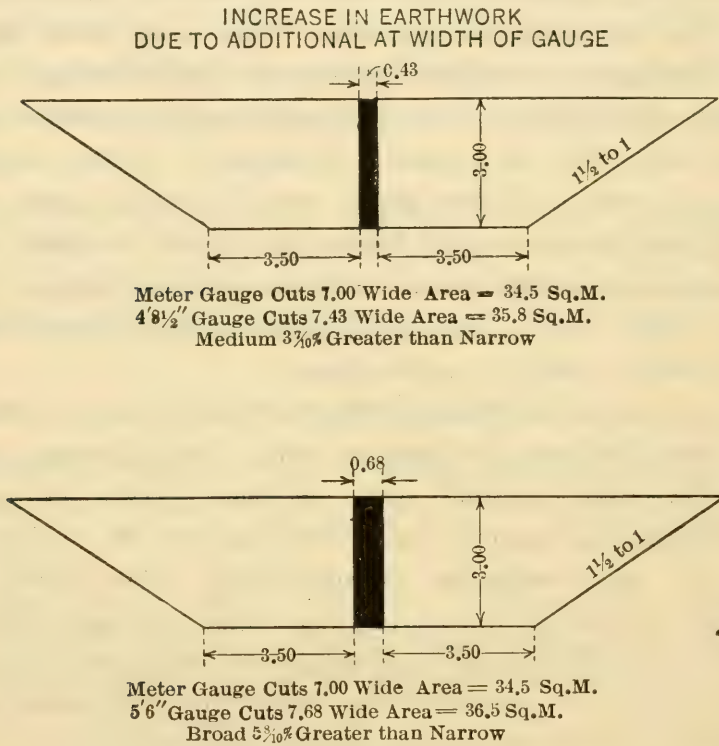 INCREASE IN EARTHWORK
DUE TO ADDITIONAL AT WIDTH OF GAUGE
0.43
3.00
1½ to 1
3.50 3.50
Meter Gauge Cuts 7.00 Wide Area = 34.5 Sq.M.
4'8½" Gauge Cuts 7.43 Wide Area = 35.8 Sq.M.
Medium 3 7/10% Greater than Narrow
0.68
3.00
1½ to 1
3.50 3.50
Meter Gauge Cuts 7.00 Wide Area = 34.5 Sq.M.
5'6" Gauge Cuts 7.68 Wide Area = 36.5 Sq.M.
Broad 5 8/10% Greater than Narrow